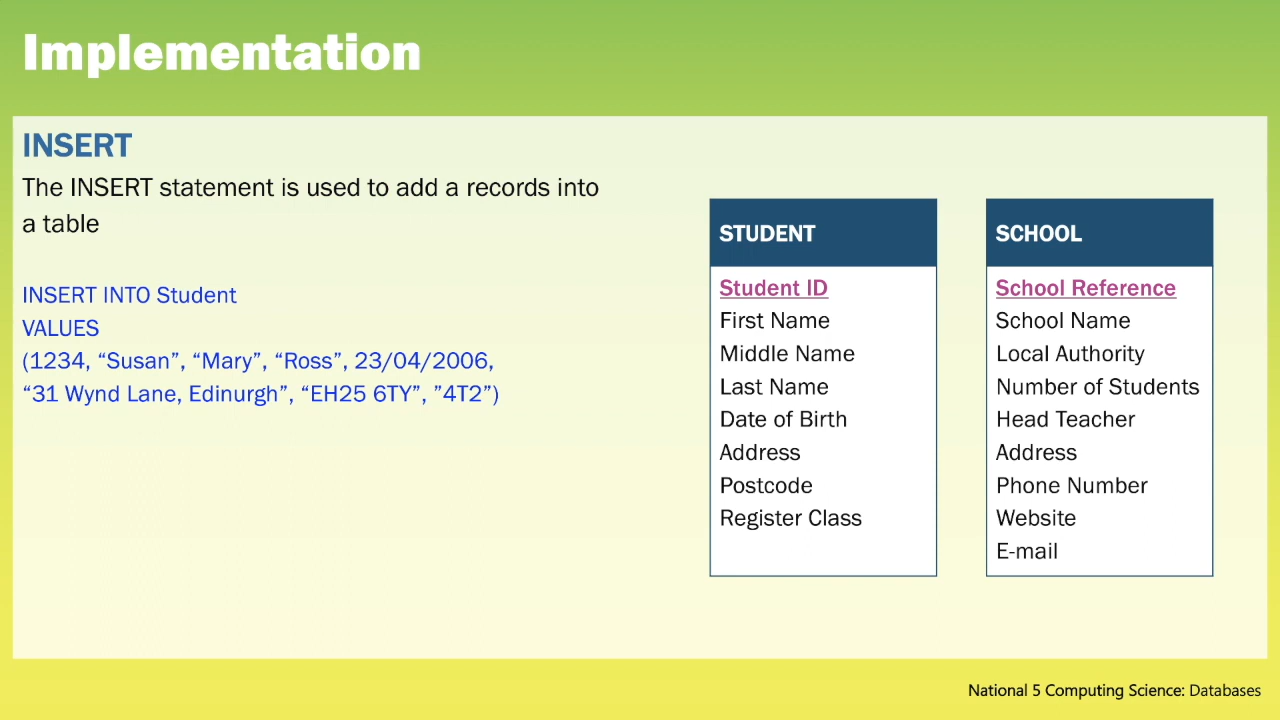 Implementation
INSERT
The INSERT statement is used to add a records into
a table
INSERT INTO Student
VALUES
(1234, “Susan”, “Mary”, “Ross”, 23/04/2006,
“31 Wynd Lane, Edinurgh”, “EH25 6TY”, ”4T2”)
STUDENT
Student ID
First Name
Middle Name
Last Name
Date of Birth
Address
Postcode
Register Class
SCHOOL
School Reference
School Name
Local Authority
Number of Students
Head Teacher
Address
Phone Number
Website
E-mail
National 5 Computing Science: Databases